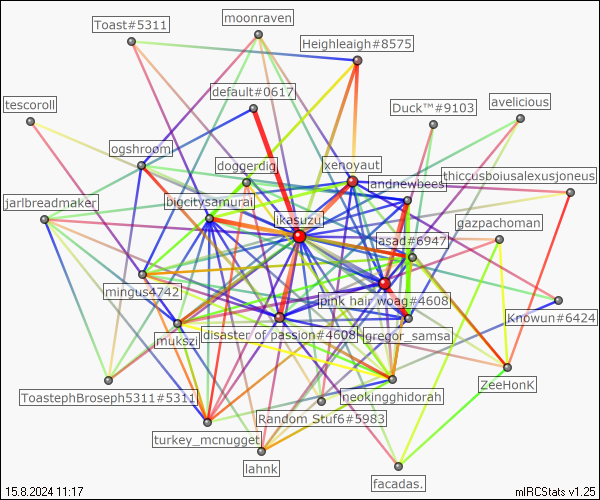 moonraven
Toast#5311
Heighleigh#8575
default#0617
tescoroll
Duck™#9103
avelicious
ogshroom
doggerdig
xenoyaut
andnewbees
thiccusboiusalexusjoneus
jarlbreadmaker
bigcitysamurai
ikasuzu
gazpachoman
asad#6947
mingus4742
pink hair woag#4608
Knowun#6424
mukszi
disaster of passion#4608
gregor_samsa
ToastephBroseph5311#5311
neokingghidorah
ZeeHonK
Random Stuf6#5983
turkey_mcnugget
lahnk
facadas.
15.8.2024 11:17
mIRCStats v1.25